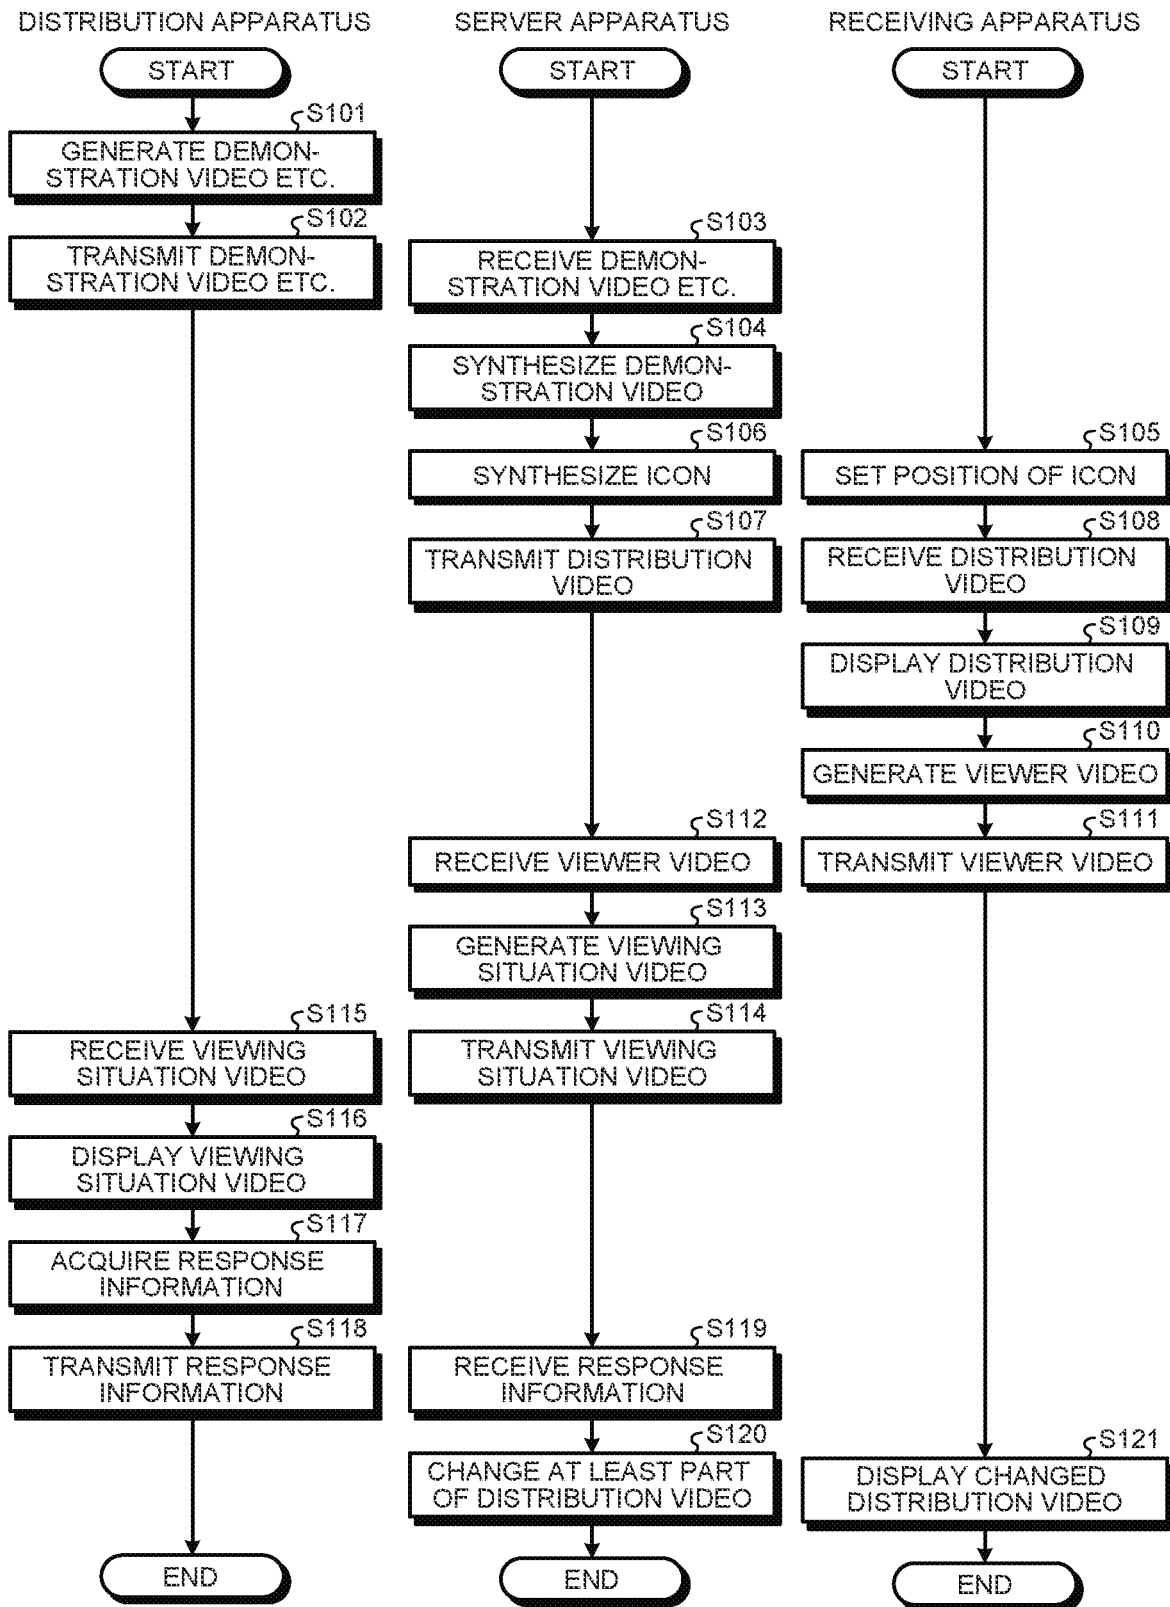 DISTRIBUTION APPARATUS
START
S101
GENERATE DEMON-
STRATION VIDEO ETC.
S102
TRANSMIT DEMON-
STRATION VIDEO ETC.
S115
RECEIVE VIEWING
SITUATION VIDEO
S116
DISPLAY VIEWING
SITUATION VIDEO
S117
ACQUIRE RESPONSE
INFORMATION
S118
TRANSMIT RESPONSE
INFORMATION
END
SERVER APPARATUS
START
S103
RECEIVE DEMON-
STRATION VIDEO ETC.
S104
SYNTHESIZE DEMON-
STRATION VIDEO
S106
SYNTHESIZE ICON
S107
TRANSMIT DISTRIBUTION
VIDEO
S112
RECEIVE VIEWER VIDEO
S113
GENERATE VIEWING
SITUATION VIDEO
S114
TRANSMIT VIEWING
SITUATION VIDEO
S119
RECEIVE RESPONSE
INFORMATION
S120
CHANGE AT LEAST PART
OF DISTRIBUTION VIDEO
END
RECEIVING APPARATUS
START
S105
SET POSITION OF ICON
S108
RECEIVE DISTRIBUTION
VIDEO
S109
DISPLAY DISTRIBUTION
VIDEO
S110
GENERATE VIEWER VIDEO
S111
TRANSMIT VIEWER VIDEO
S121
DISPLAY CHANGED
DISTRIBUTION VIDEO
END